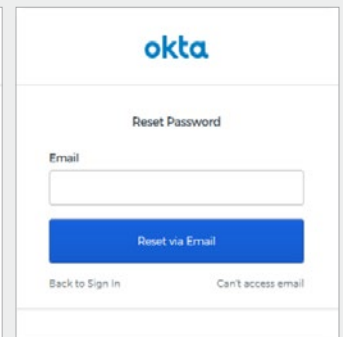 okta
Reset Password
Email
Reset via Email
Back to Sign In
Can't access email